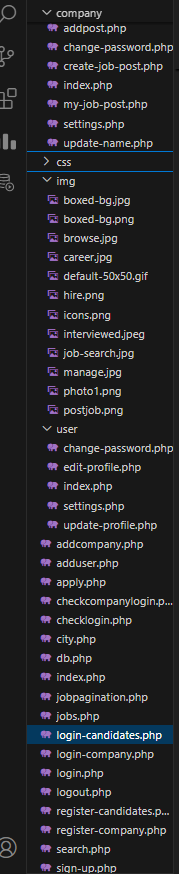 company
addpost.php
change-password.php
create-job-post.php
index.php
my-job-post.php
settings.php
update-name.php
css
img
boxed-bg.jpg
boxed-bg.png
browse.jpg
career.jpg
default-50x50.gif
hire.png
icons.png
interviewed.jpeg
job-search.jpg
manage.jpg
photo1.png
postjob.png
user
change-password.php
edit-profile.php
index.php
settings.php
update-profile.php
addcompany.php
adduser.php
apply.php
checkcompanylogin.p...
checklogin.php
city.php
db.php
index.php
jobpagination.php
jobs.php
login-candidates.php
login-company.php
login.php
logout.php
register-candidates.p...
register-company.php
search.php
sign-up.php